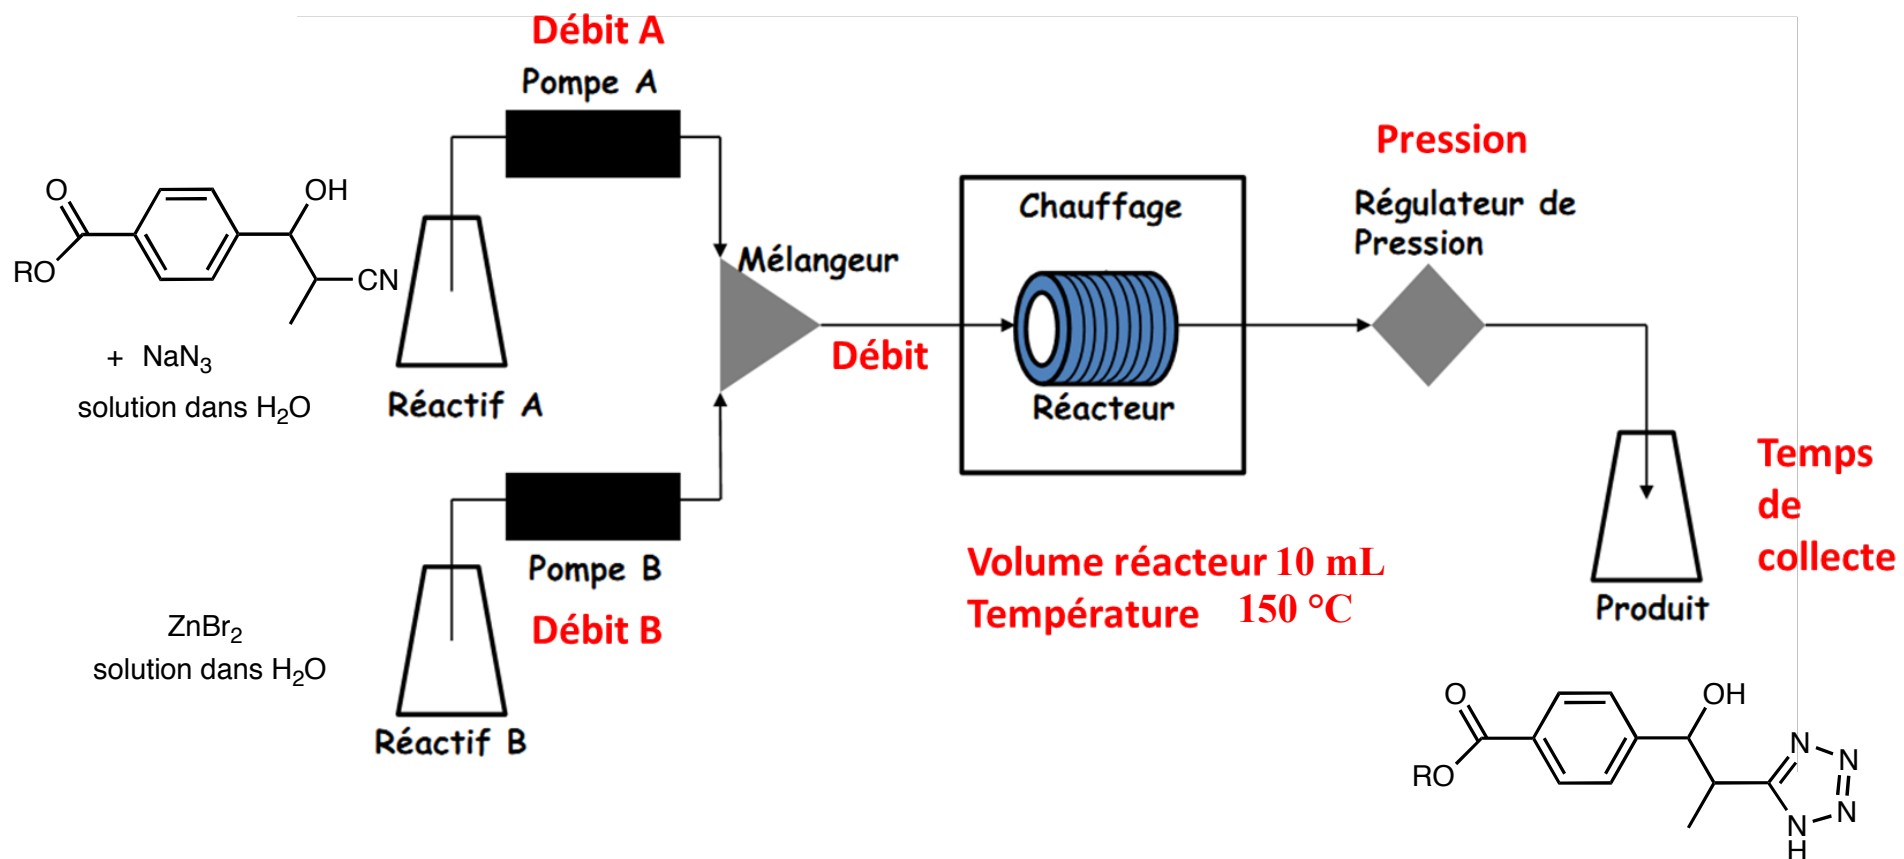 Débit A
Pompe A
Pression
O
OH
RO
CN
+ NaN3
solution dans H2O
Réactif A
Mélangeur
Débit
Chauffage
Réacteur
Régulateur de
Pression
Pompe B
Débit B
ZnBr2
solution dans H2O
Réactif B
Volume réacteur 10 mL
Température 150 °C
Temps
de
collecte
Produit
O
OH
RO
N
N
N
N
H